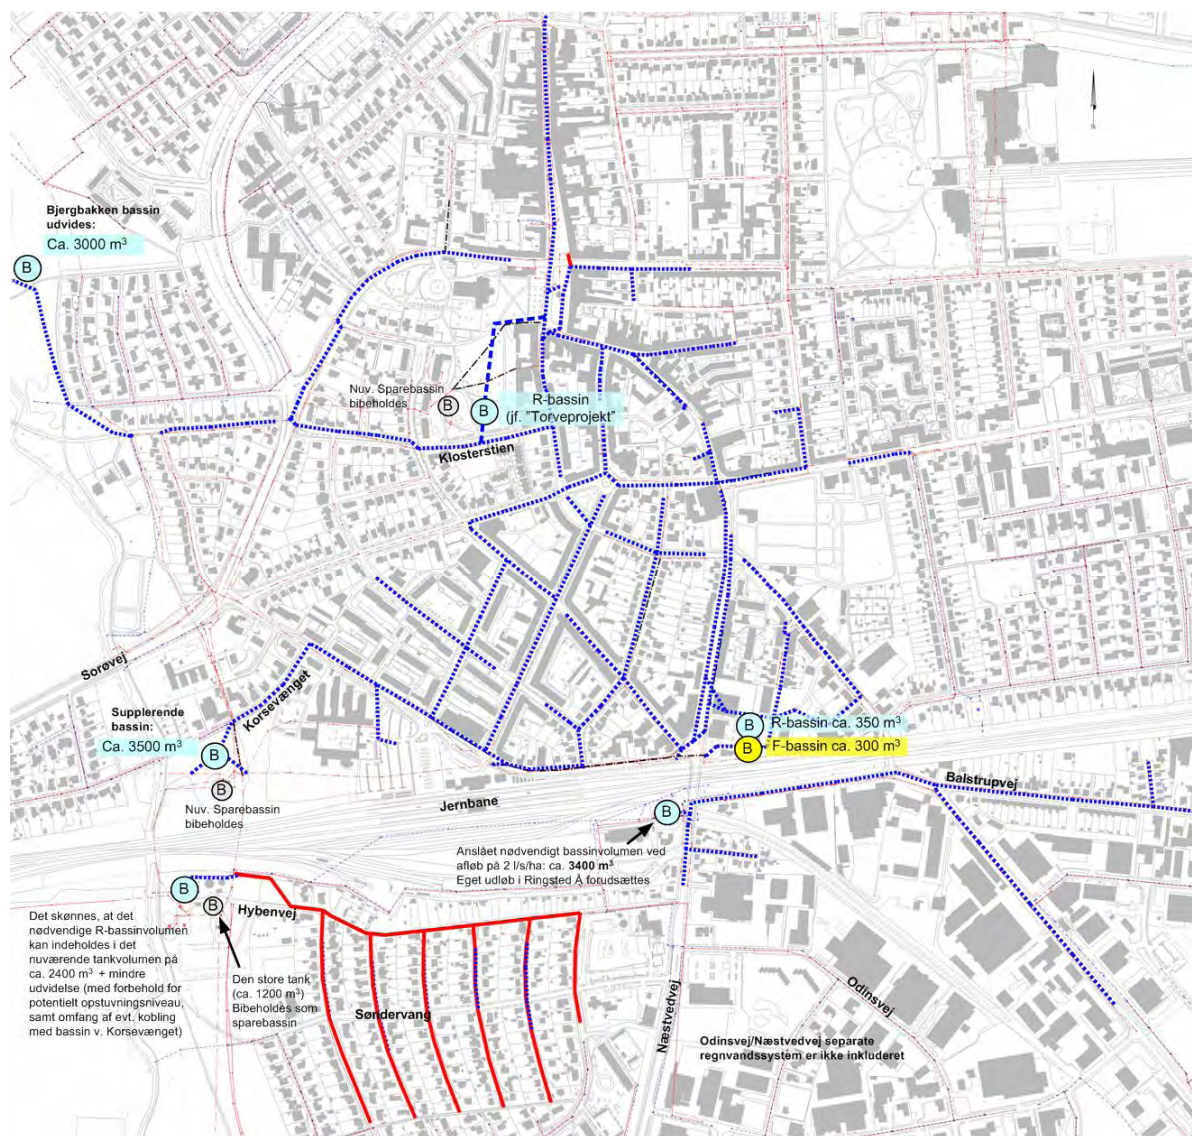 Bjergbakken bassin
udvides:
Ca. 3000 m³
B
Nuv. Sparebassin
bibeholdes
B
B
R-bassin
(jf. "Torveprojekt"
Klosterstien
Sorøvej
Korsevænget
Supplerende
bassin:
Ca. 3500 m³
B
B
Nuv. Sparebassin
bibeholdes
B
R-bassin ca. 350 m³
B
F-bassin ca. 300 m³
Jernbane
Balstrupvej
B
Anslået nødvendigt bassinvolumen ved
afløb på 2 l/s/ha: ca. 3400 m³
Eget udløb i Ringsted Å forudsættes
B
B
Hybenvej
Det skønnes, at det
nødvendige R-bassinvolumen
kan indeholdes i det
nuværende tankvolumen på
ca. 2400 m³ + mindre
udvidelse (med forbehold for
potentielt opstuvningsniveau,
samt omfang af evt. kobling
med bassin v. Korsevænget)
Den store tank
(ca. 1200 m³)
Bibeholdes som
sparebassin
Søndervang
Næstvedvej
Odinsvej
Odinsvej/Næstvedvej separate
regnvandssystem er ikke inkluderet